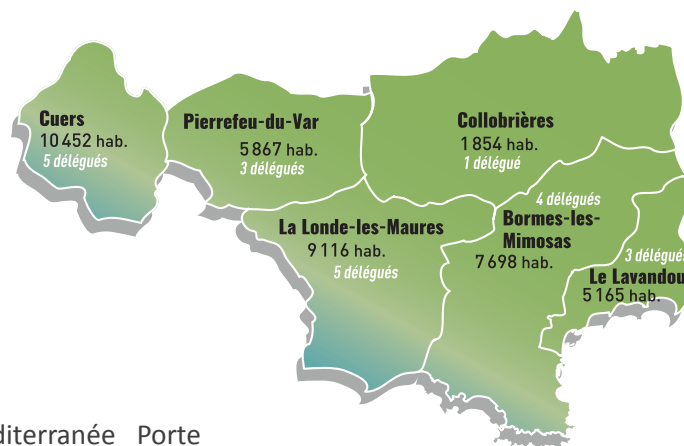 Cuers
10 452 hab.
5 délégués
Pierrefeu-du-Var
5 867 hab.
3 délégués
Collobrières
1 854 hab.
1 délégué
4 délégués
Bormes-les-
Mimosas
7 698 hab.
La Londe-les-Maures
9 116 hab.
5 délégués
3 délégués
Le Lavandou
5 165 hab.
diterranée Porte